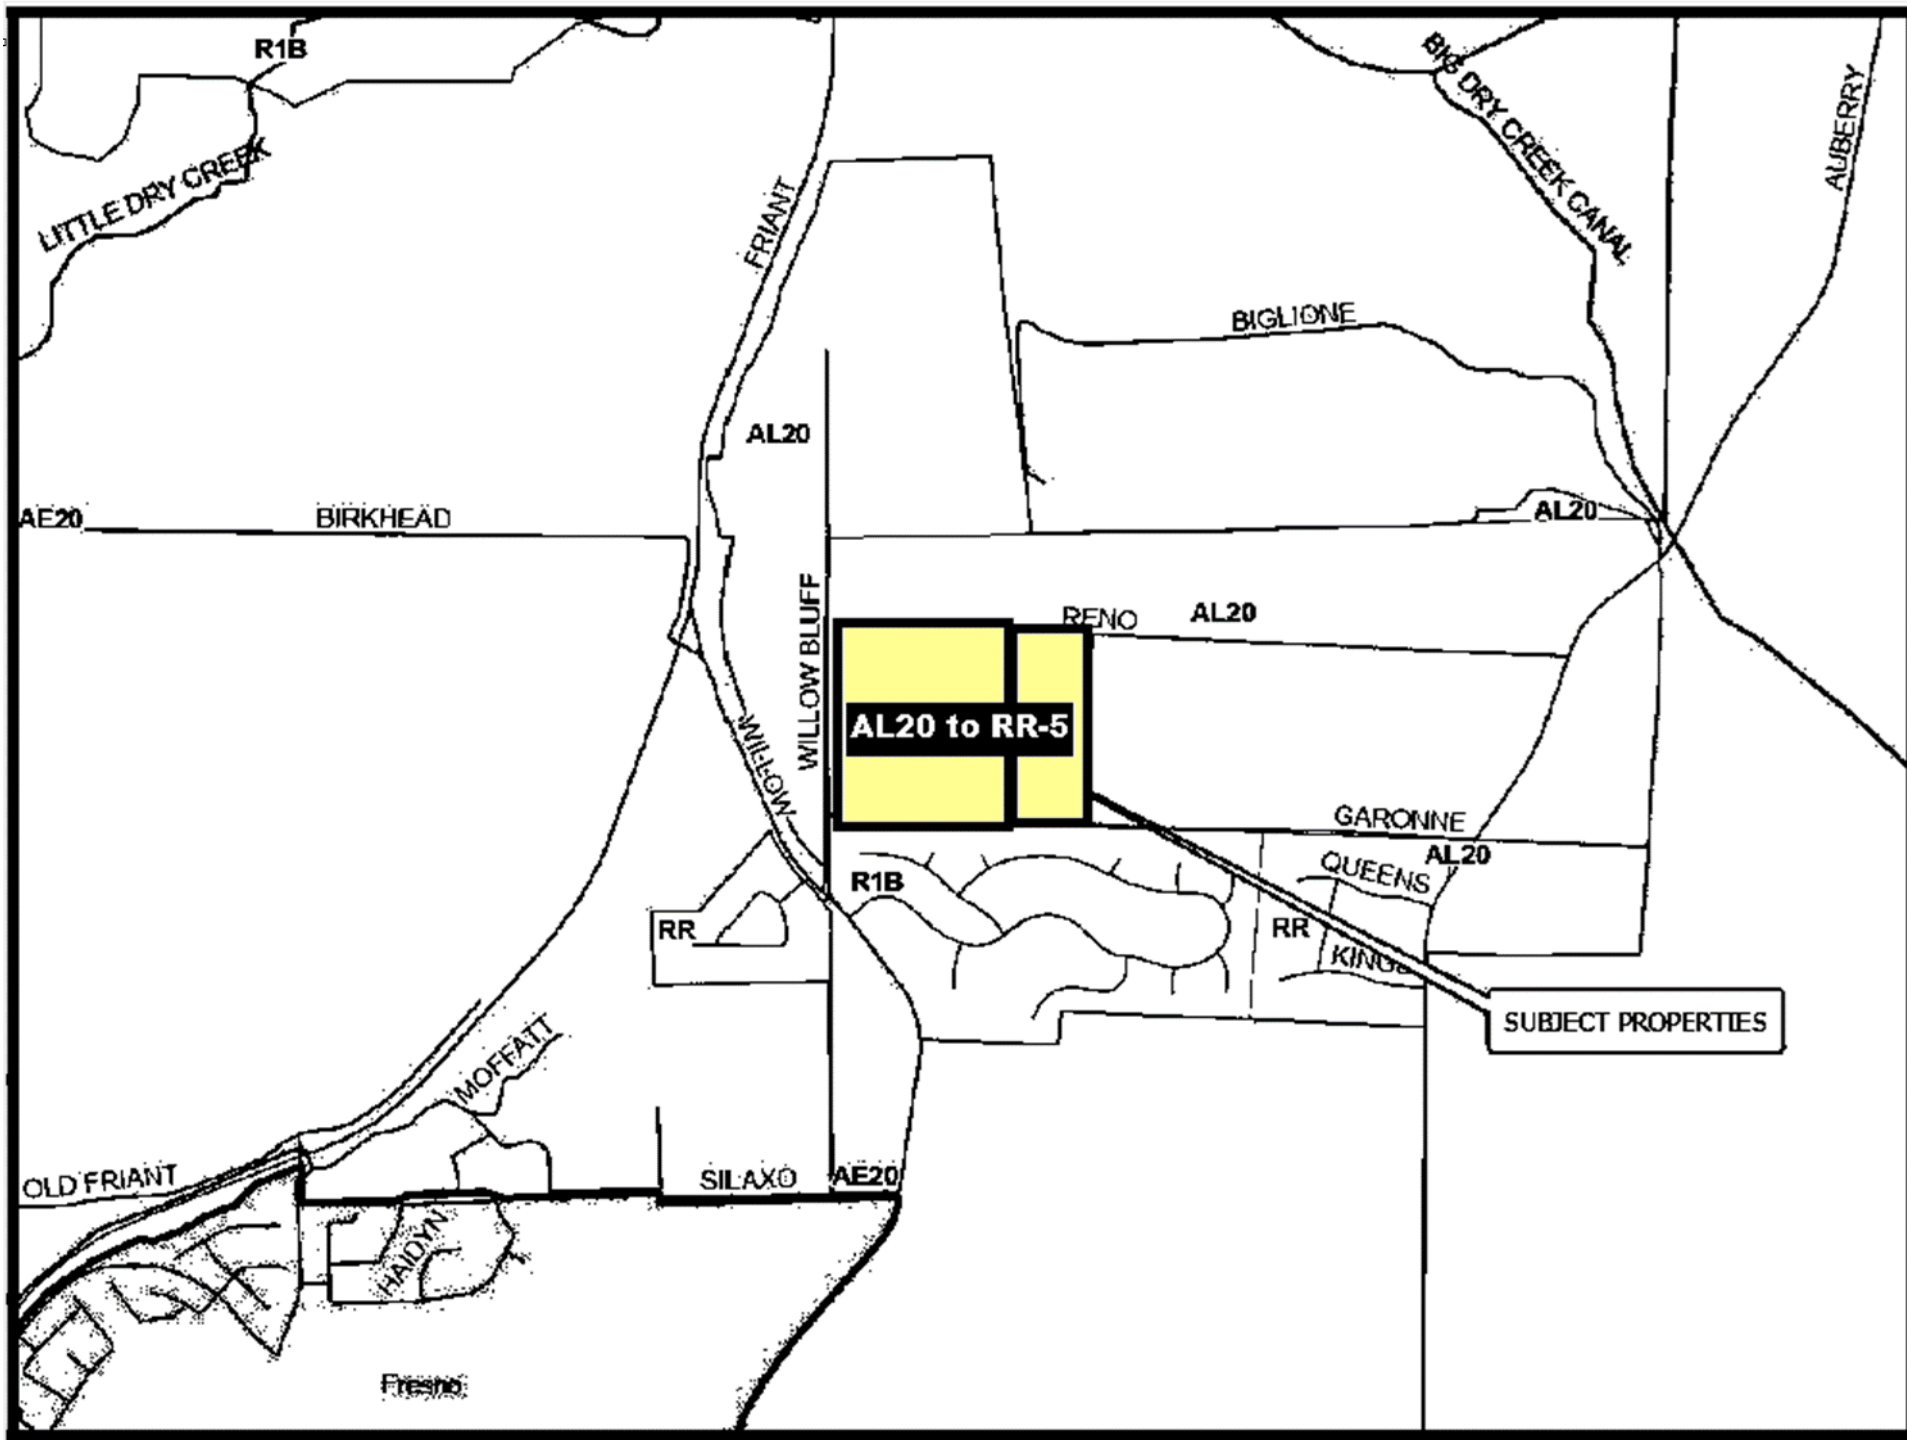 R1B
LITTLE DRY CREEK
FRIANT
BIG DRY CREEK CANAL
AUBERRY
BIGLIONE
AL20
AE20
BIRKHEAD
AL20
WILLOW BLUFF
RENO
AL20
WILLOW
AL20 to RR-5
GARONNE
QUEENS
AL20
R1B
RR
RR
KINGS
SUBJECT PROPERTIES
MOFFATT
OLD FRIANT
SILAXO
AE20
HAIDYN
Fresno